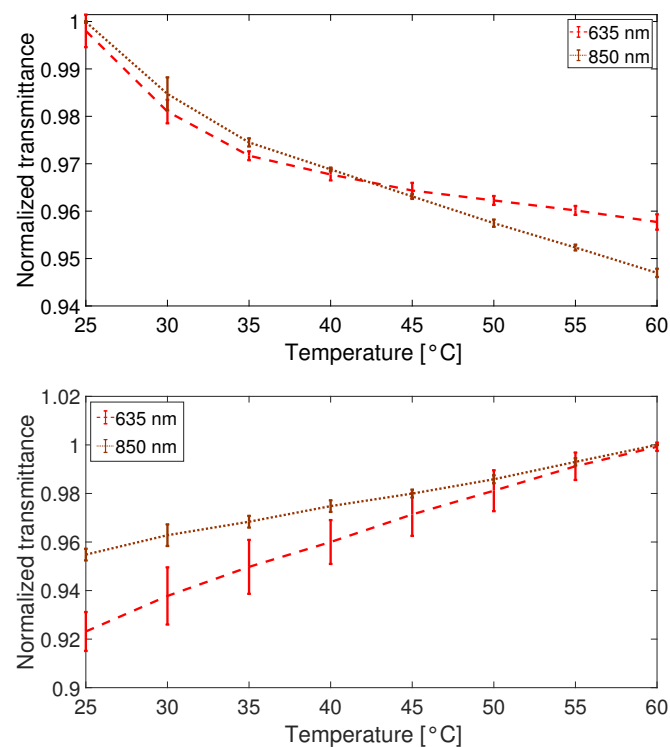 1
0.99
0.98
0.97
0.96
0.95
0.94
Normalized transmittance
635 nm
850 nm
25 30 35 40 45 50 55 60
Temperature [°C]
1.02
1
0.98
0.96
0.94
0.92
0.9
Normalized transmittance
635 nm
850 nm
25 30 35 40 45 50 55 60
Temperature [°C]